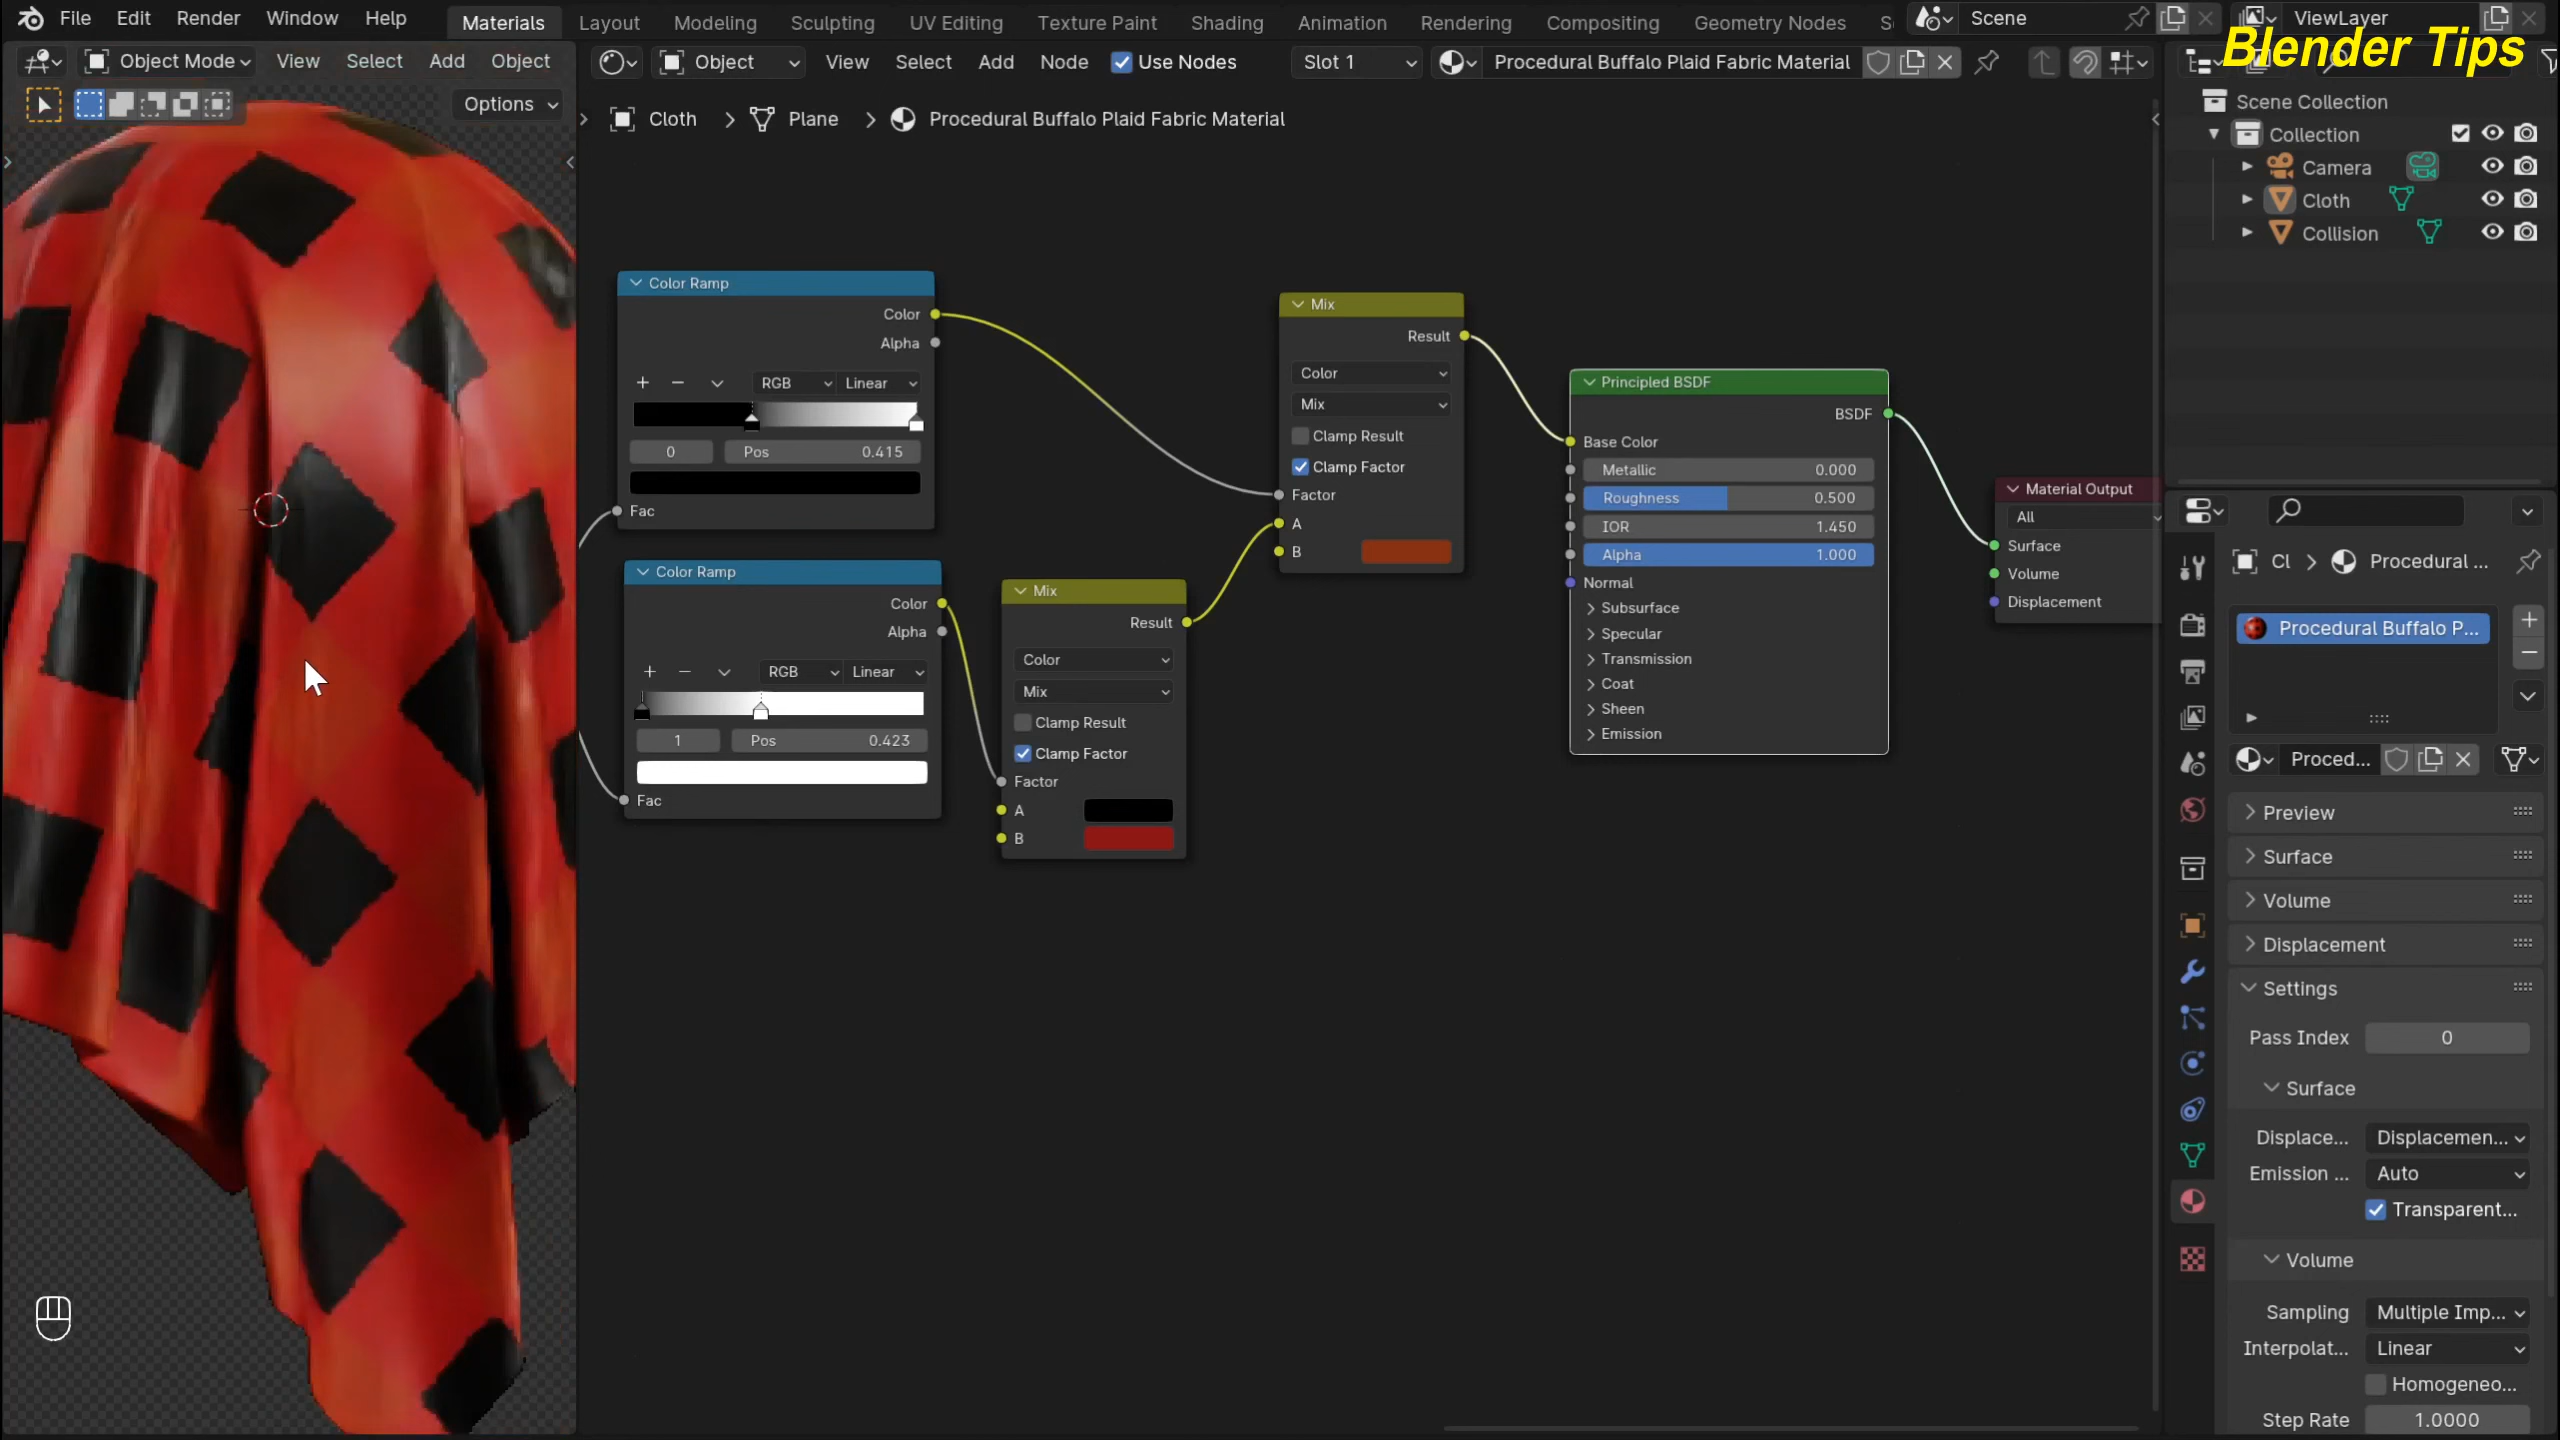 File Edit Render Window Help Materials Layout Modeling Sculpting UV Editing Texture Paint Shading Animation Rendering Compositing Geometry Nodes Scene ViewLayer
Blender Tips
Object Mode View Select Add Object
Object View Select Add Node Use Nodes Slot 1 Procedural Buffalo Plaid Fabric Material
Options
Cloth Plane Procedural Buffalo Plaid Fabric Material
Color Ramp
Color
Alpha
RGB Linear
0 Pos 0.415
Fac
Color Ramp
Color
Alpha
RGB Linear
1 Pos 0.423
Fac
Mix
Result
Color
Mix
Clamp Result
Clamp Factor
Factor
A
B
Mix
Result
Color
Mix
Clamp Result
Clamp Factor
Factor
A
B
Principled BSDF
BSDF
Base Color
Metallic 0.000
Roughness 0.500
IOR 1.450
Alpha 1.000
Normal
Subsurface
Specular
Transmission
Coat
Sheen
Emission
Material Output
All
Surface
Volume
Displacement
Scene Collection
Collection
Camera
Cloth
Collision
Cl Procedural ...
Procedural Buffalo P...
Proced...
Preview
Surface
Volume
Displacement
Settings
Pass Index 0
Surface
Displace... Displacemen...
Emission ... Auto
Transparent...
Volume
Sampling Multiple Imp...
Interpolat... Linear
Homogeneo...
Step Rate 1.0000